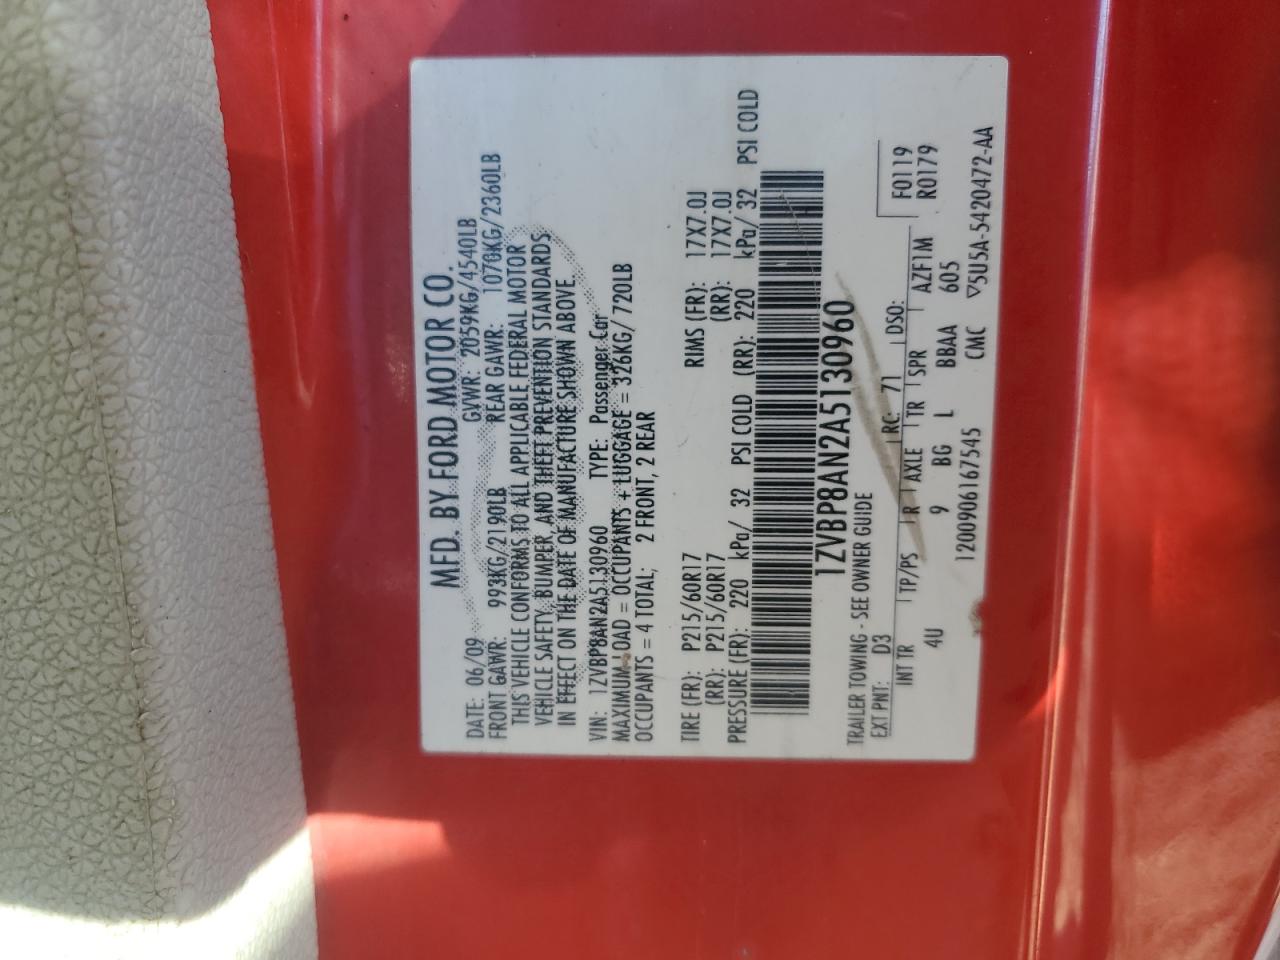 MFD. BY FORD MOTOR CO.
DATE: 06/09 GVWR: 2059KG/4540LB
FRONT GAWR: 993KG/2190LB REAR GAWR: 1070KG/2360LB
THIS VEHICLE CONFORMS TO ALL APPLICABLE FEDERAL MOTOR
VEHICLE SAFETY, BUMPER, AND THEFT PREVENTION STANDARDS
IN EFFECT ON THE DATE OF MANUFACTURE SHOWN ABOVE.
VIN: 1ZVBP8AN2A5130960 TYPE: Passenger Car
MAXIMUM LOAD = OCCUPANTS + LUGGAGE = 326KG/720LB
OCCUPANTS = 4 TOTAL; 2 FRONT, 2 REAR
TIRE (FR): P215/60R17 RIMS (FR): 17X7.0J
(RR): P215/60R17 (RR): 17X7.0J
PRESSURE (FR): 220 kPa/ 32 PSI COLD (RR): 220 kPa/ 32 PSI COLD
1ZVBP8AN2A5130960
TRAILER TOWING - SEE OWNER GUIDE
EXT PNT: D3 RC: 71 DSO: F0119
INT TR TP/PS R AXLE TR SPR AZF1M R0179
4U 9 BG L BBAA 605
1200906167545 CMC ▽5U5A-5420472-AA